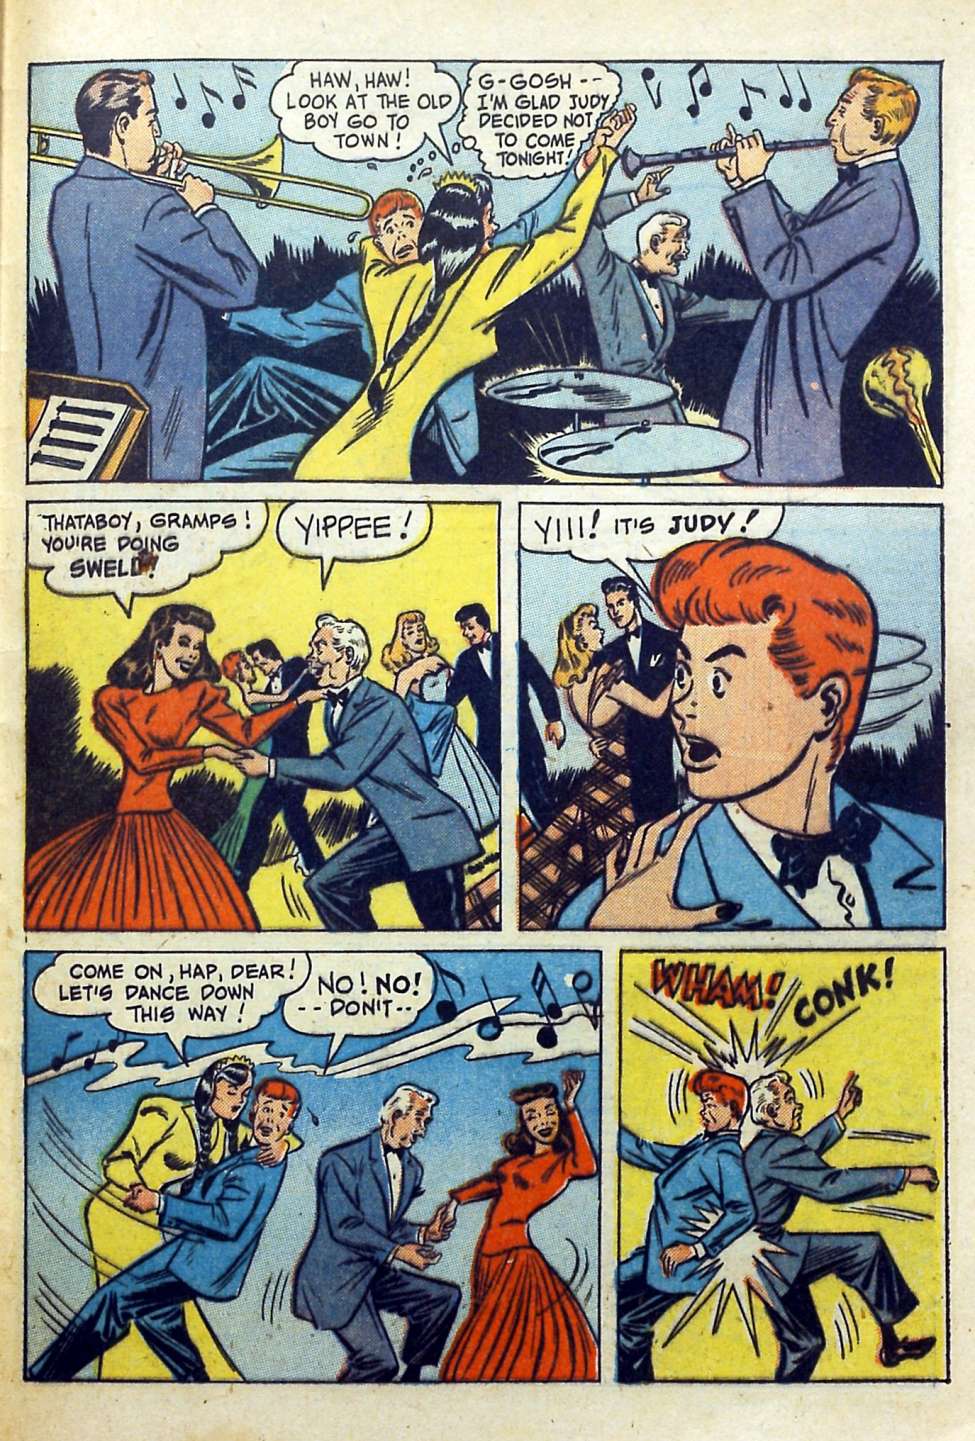 HAW, HAW!
LOOK AT THE OLD
BOY GO TO
TOWN!
G-GOSH --
I'M GLAD JUDY
DECIDED NOT
TO COME
TONIGHT!
THATABOY, GRAMPS!
YOU'RE DOING
SWELL!
YIPPEE!
YIII! IT'S JUDY!
COME ON, HAP, DEAR!
LET'S DANCE DOWN
THIS WAY!
NO! NO!
-- DON'T --
WHAM!
CONK!